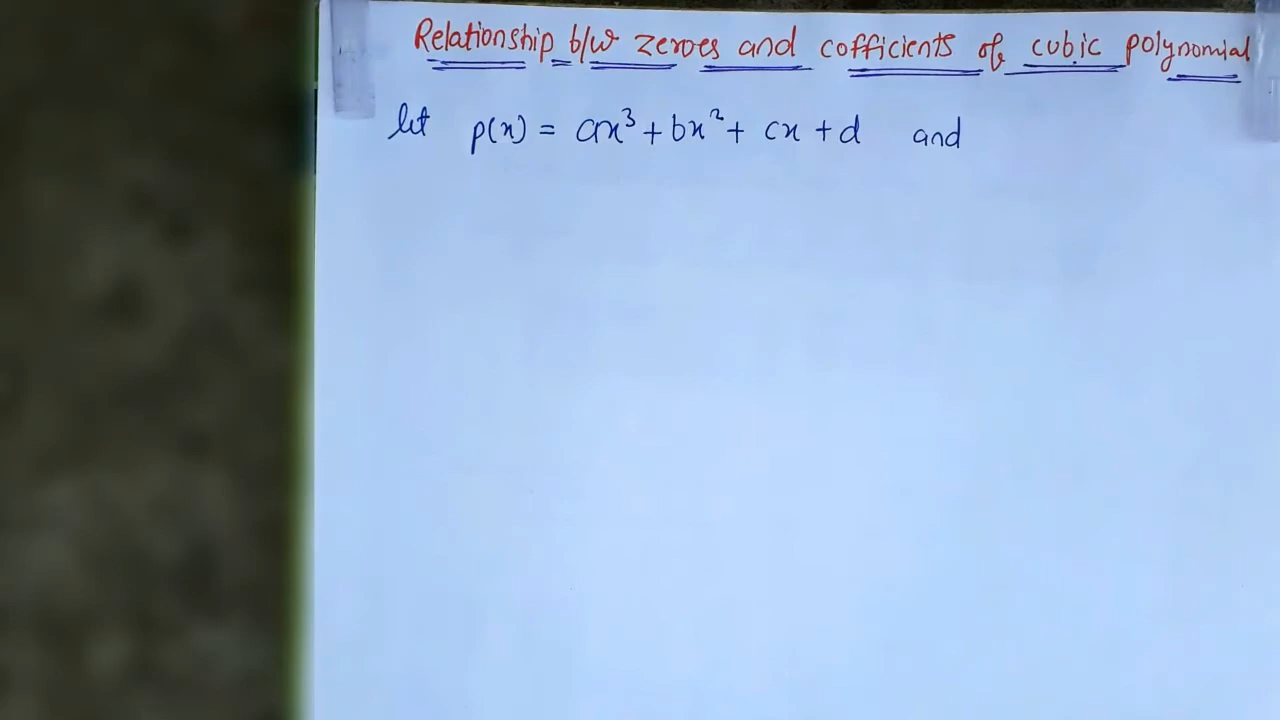 Relationship b/w zeroes and cofficients of cubic polynomial
let p(x) = ax³ + bx² + cx + d and